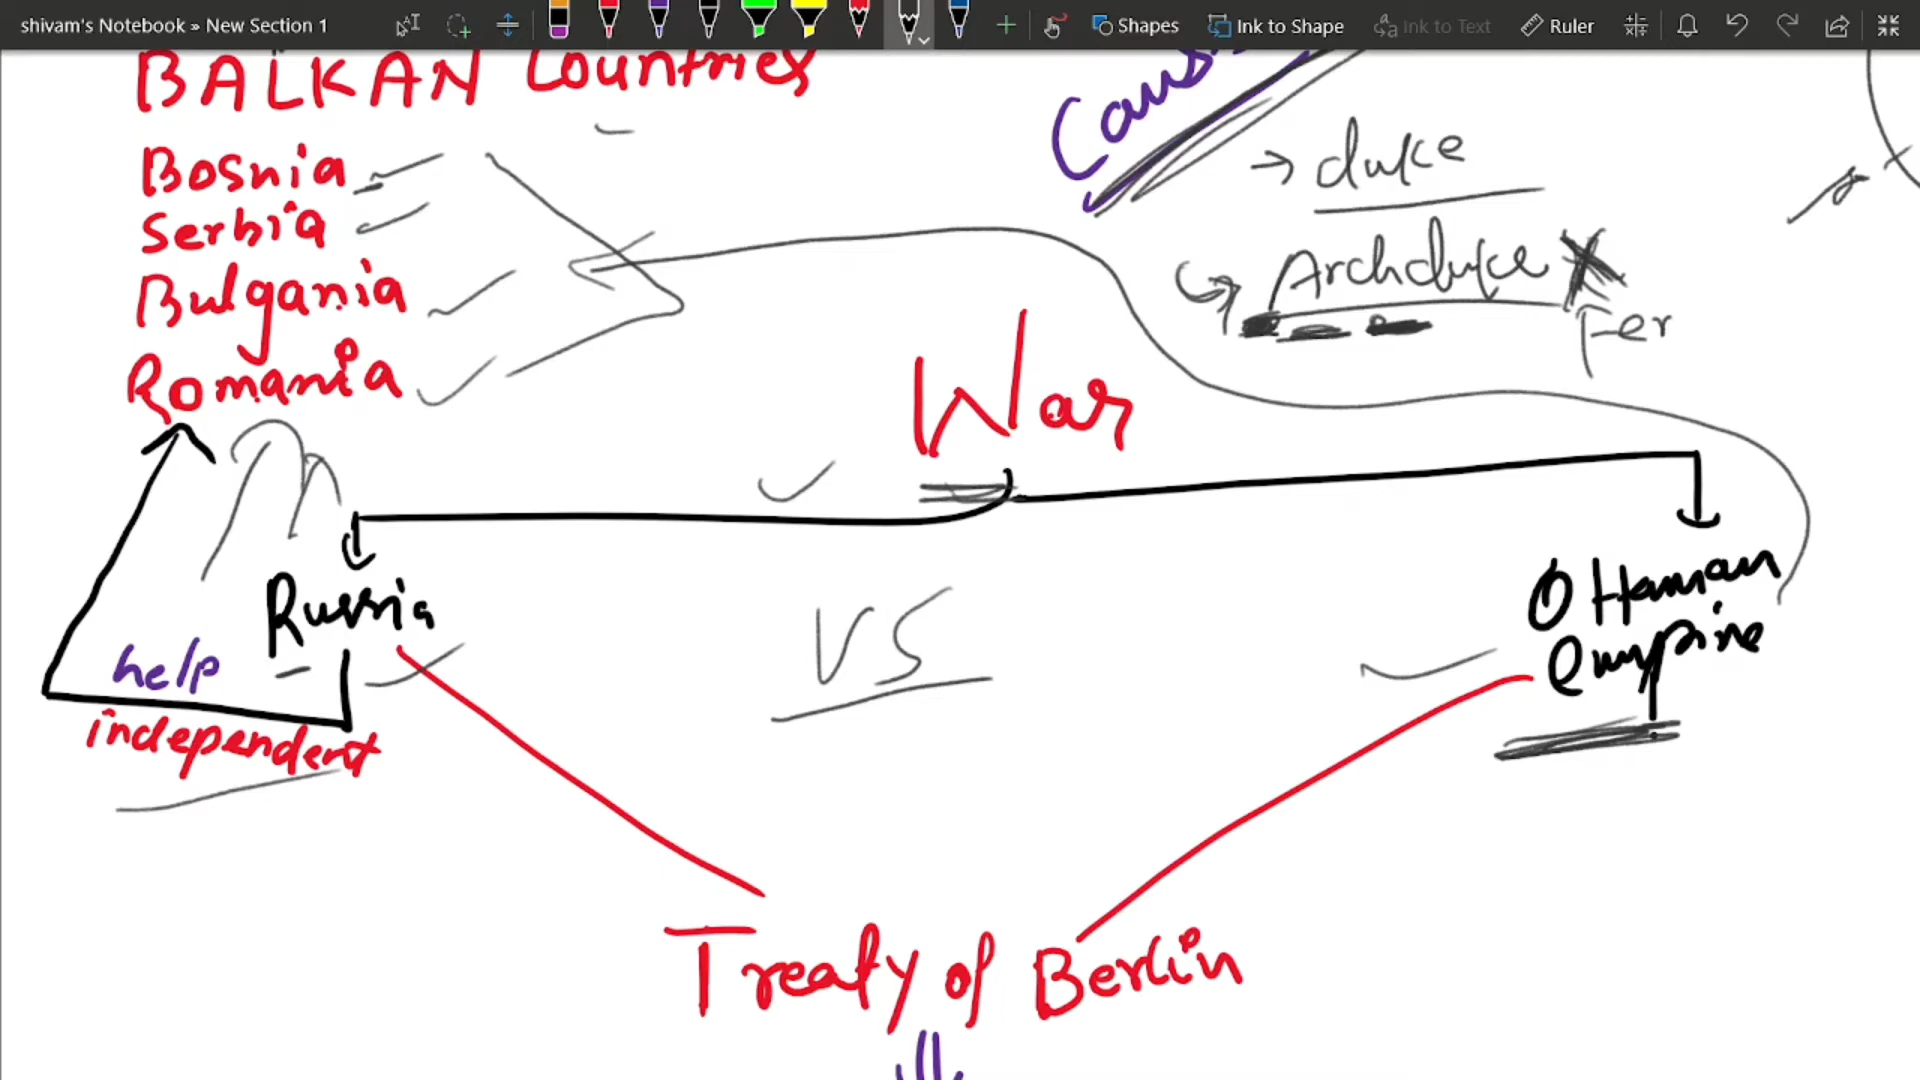 shivam's Notebook » New Section 1
Shapes
Ink to Shape
Ink to Text
Ruler
BALKAN Countries
Bosnia
Serbia
Bulgaria
Romania
→ duke
Archduke
Fer
War
Russia
VS
Ottaman
empire
help
independent
Treaty of Berlin